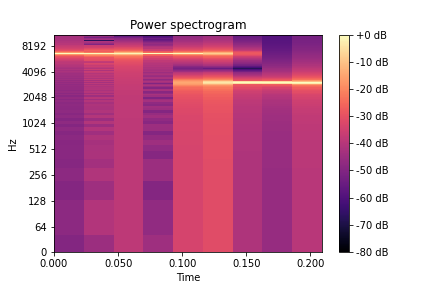 Power spectrogram
Hz
8192
4096
2048
1024
512
256
128
64
0
0.000 0.050 0.100 0.150 0.200
Time
+0 dB
-10 dB
-20 dB
-30 dB
-40 dB
-50 dB
-60 dB
-70 dB
-80 dB